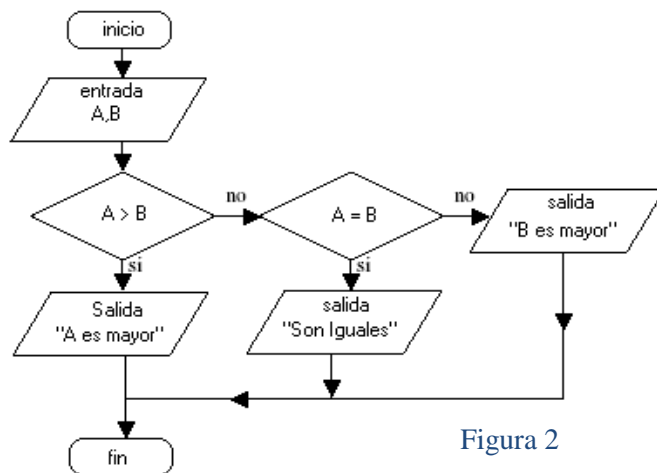 inicio
entrada
A,B
A > B
no
A = B
no
salida
"B es mayor"
si
si
Salida
"A es mayor"
salida
"Son Iguales"
fin
Figura 2